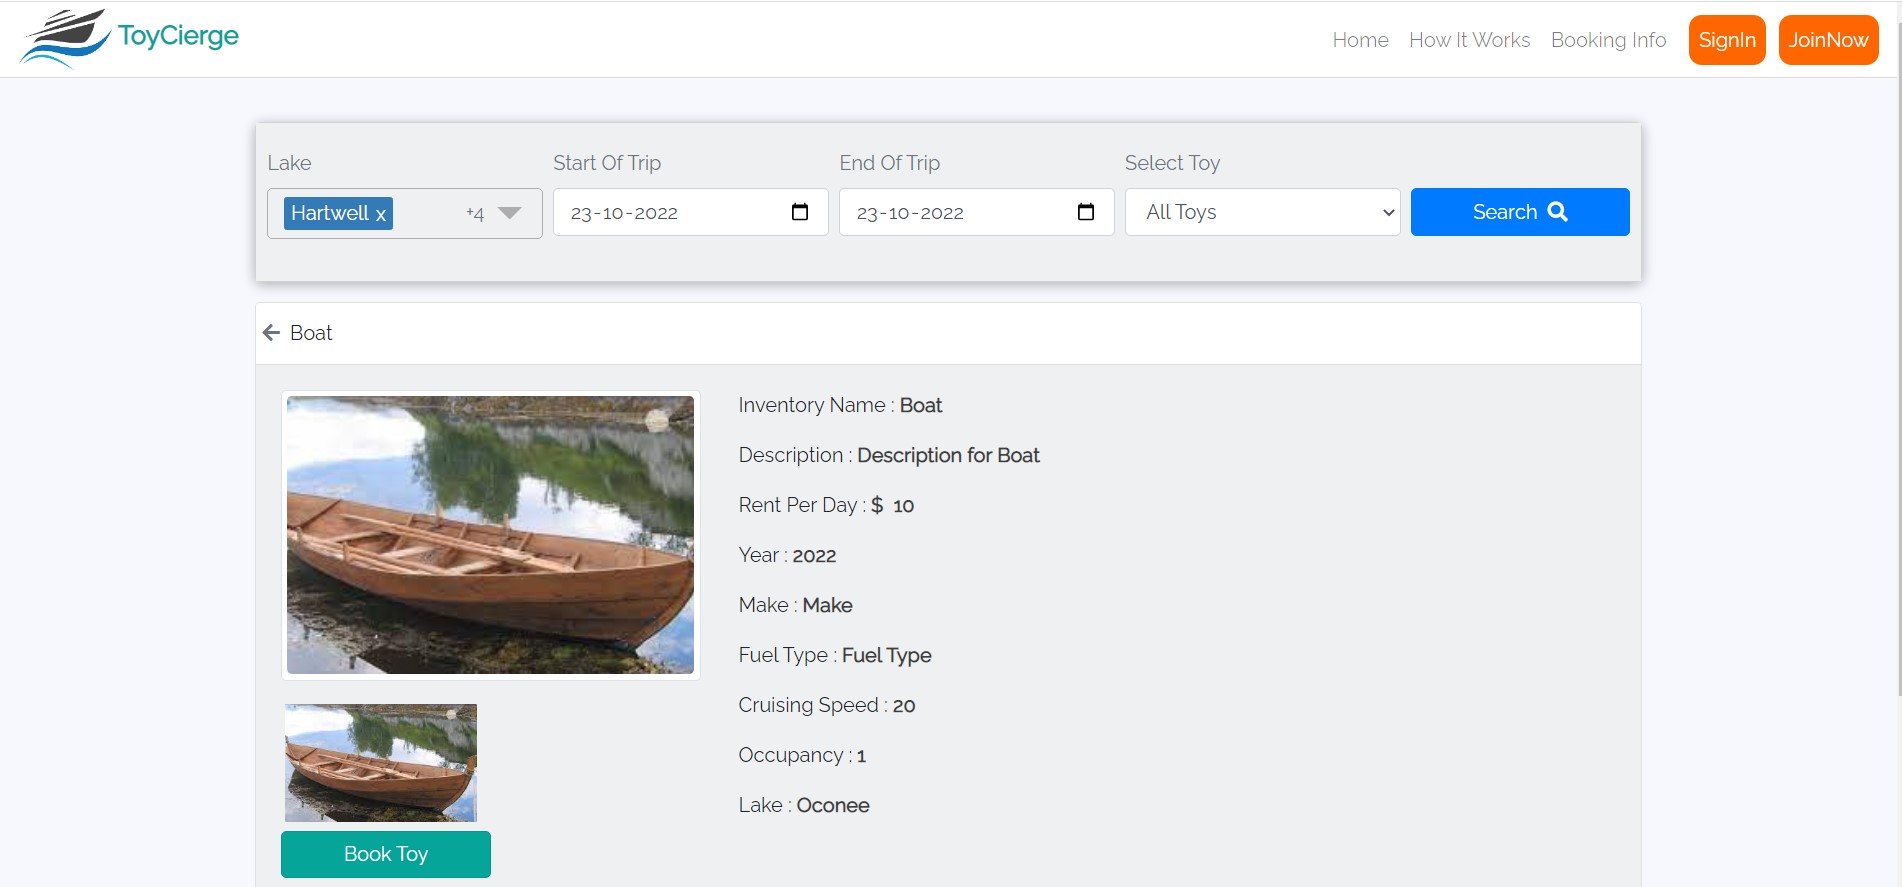 ToyCierge
Home How It Works Booking Info SignIn JoinNow
Lake Start Of Trip End Of Trip Select Toy
Hartwell x +4 23-10-2022 23-10-2022 All Toys Search
Boat
Inventory Name : Boat
Description : Description for Boat
Rent Per Day : $ 10
Year : 2022
Make : Make
Fuel Type : Fuel Type
Cruising Speed : 20
Occupancy : 1
Lake : Oconee
Book Toy